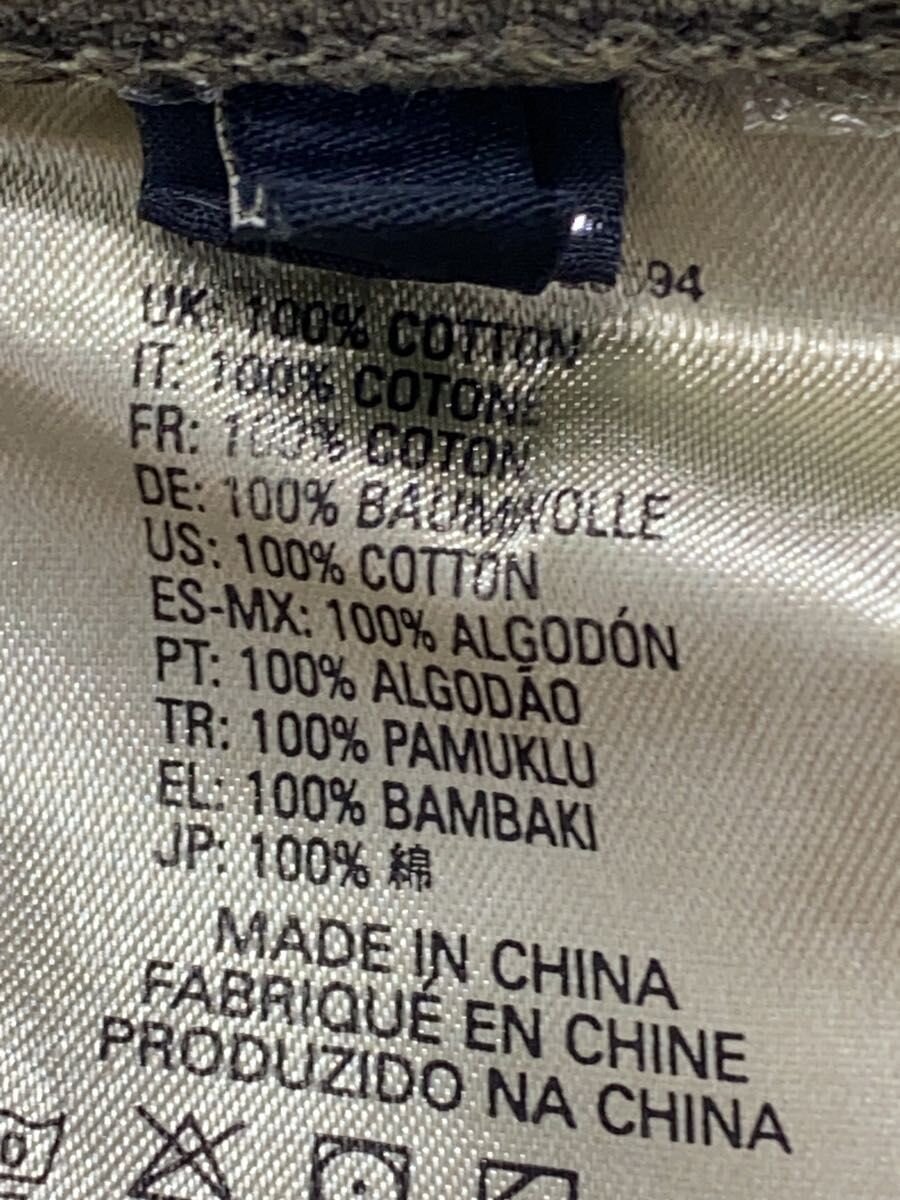 94
UK: 100% COTTON
IT: 100% COTONE
FR: 100% COTON
DE: 100% BAUMWOLLE
US: 100% COTTON
ES-MX: 100% ALGODÓN
PT: 100% ALGODÃO
TR: 100% PAMUKLU
EL: 100% BAMBAKI
JP: 100% 綿
MADE IN CHINA
FABRIQUÉ EN CHINE
PRODUZIDO NA CHINA